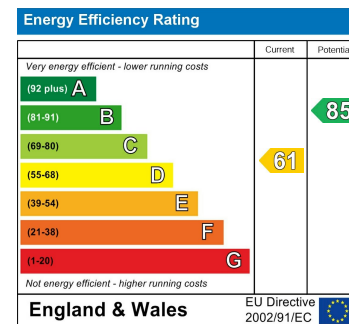 Energy Efficiency Rating
Current Potentia
Very energy efficient - lower running costs
(92 plus) A
(81-91) B
85
(69-80) C
61
(55-68) D
(39-54) E
(21-38) F
(1-20) G
Not energy efficient - higher running costs
England & Wales
EU Directive
2002/91/EC